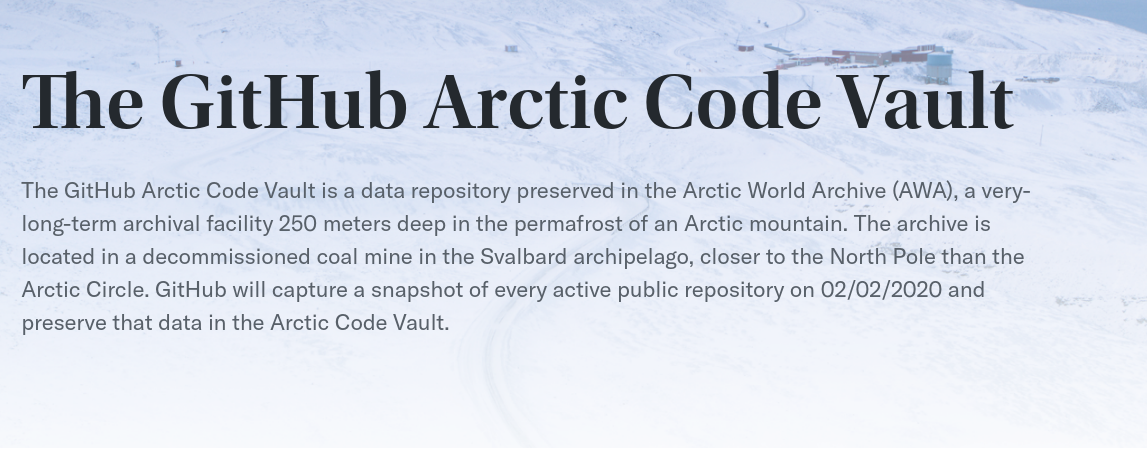 The GitHub Arctic Code Vault
The GitHub Arctic Code Vault is a data repository preserved in the Arctic World Archive (AWA), a very-
long-term archival facility 250 meters deep in the permafrost of an Arctic mountain. The archive is
located in a decommissioned coal mine in the Svalbard archipelago, closer to the North Pole than the
Arctic Circle. GitHub will capture a snapshot of every active public repository on 02/02/2020 and
preserve that data in the Arctic Code Vault.